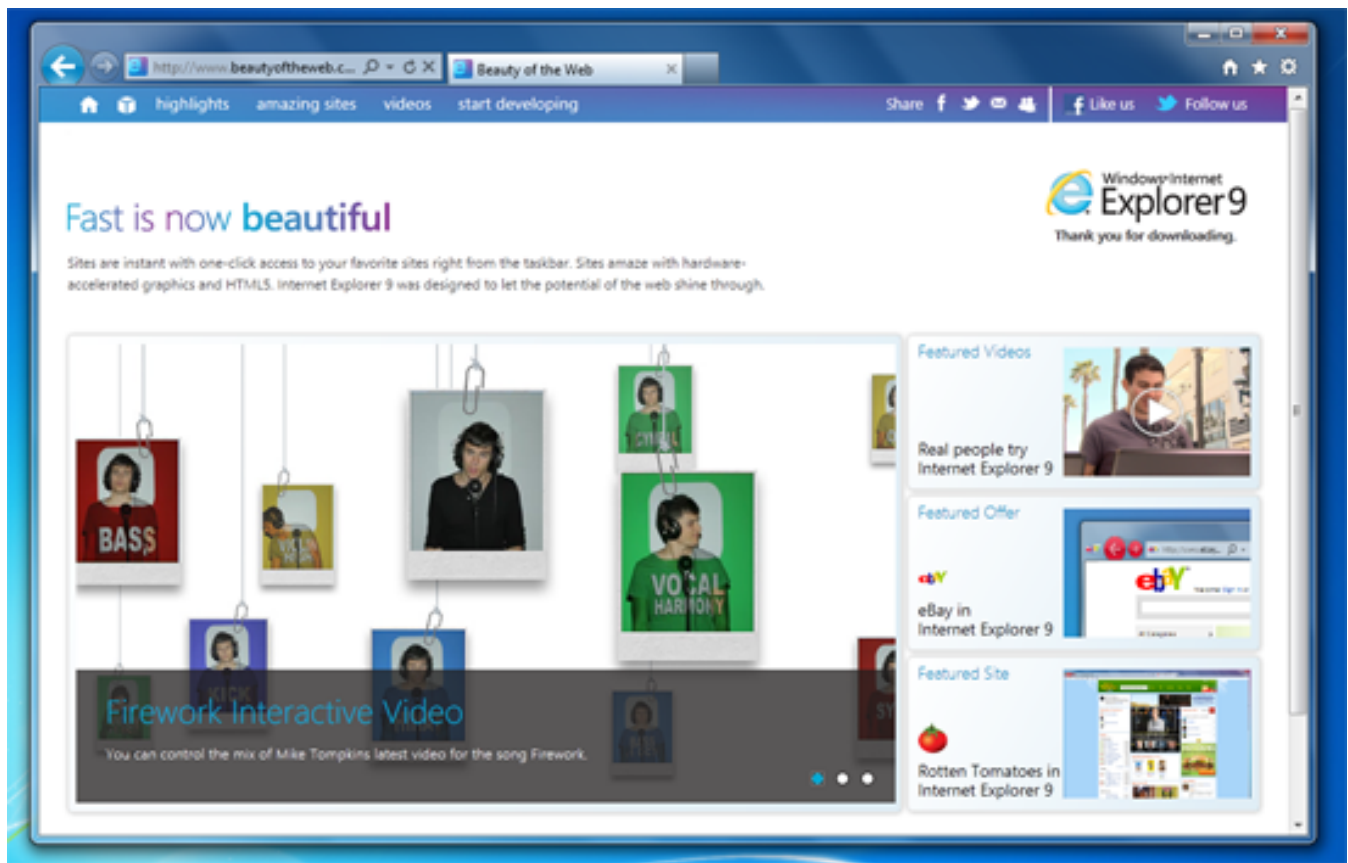 http://www.beautyoftheweb.c...
Beauty of the Web
highlights amazing sites videos start developing
Share
Like us
Follow us
Windows Internet
Explorer 9
Thank you for downloading.
Fast is now beautiful
Sites are instant with one-click access to your favorite sites right from the taskbar. Sites amaze with hardware-
accelerated graphics and HTML5. Internet Explorer 9 was designed to let the potential of the web shine through.
BASS
VOCAL
HARMONY
KICK
Firework Interactive Video
You can control the mix of Mike Tompkins latest video for the song Firework.
Featured Videos
Real people try
Internet Explorer 9
Featured Offer
ebY
eBay in
Internet Explorer 9
ebaY
Featured Site
Rotten Tomatoes in
Internet Explorer 9